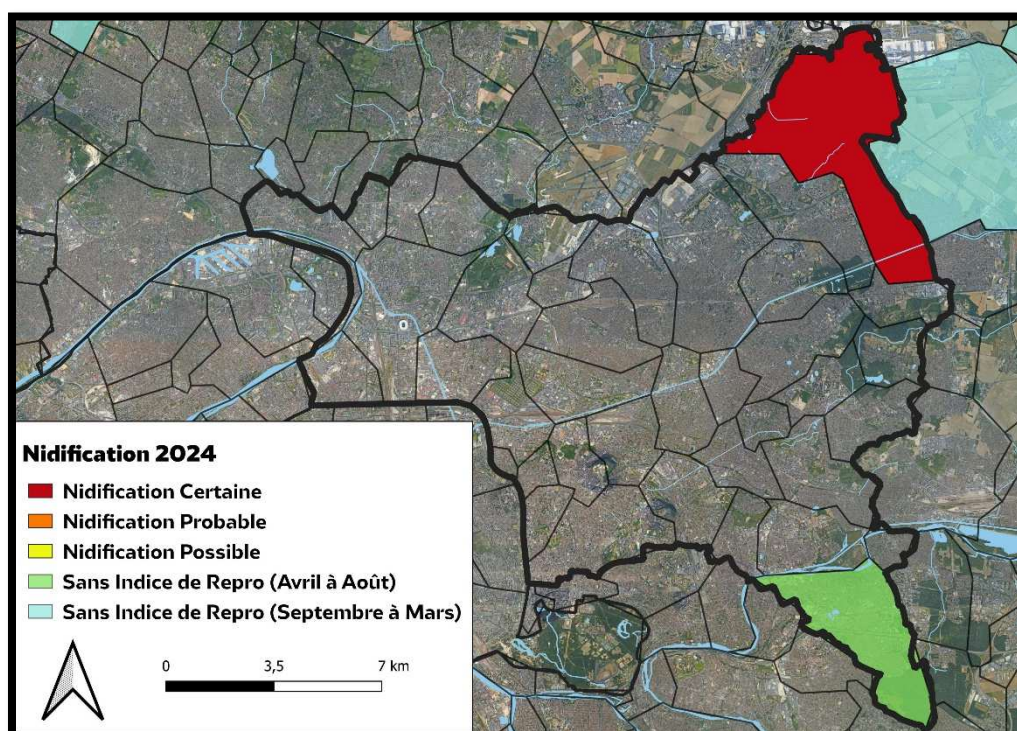 Nidification 2024
Nidification Certaine
Nidification Probable
Nidification Possible
Sans Indice de Repro (Avril à Août)
Sans Indice de Repro (Septembre à Mars)
0 3,5 7 km